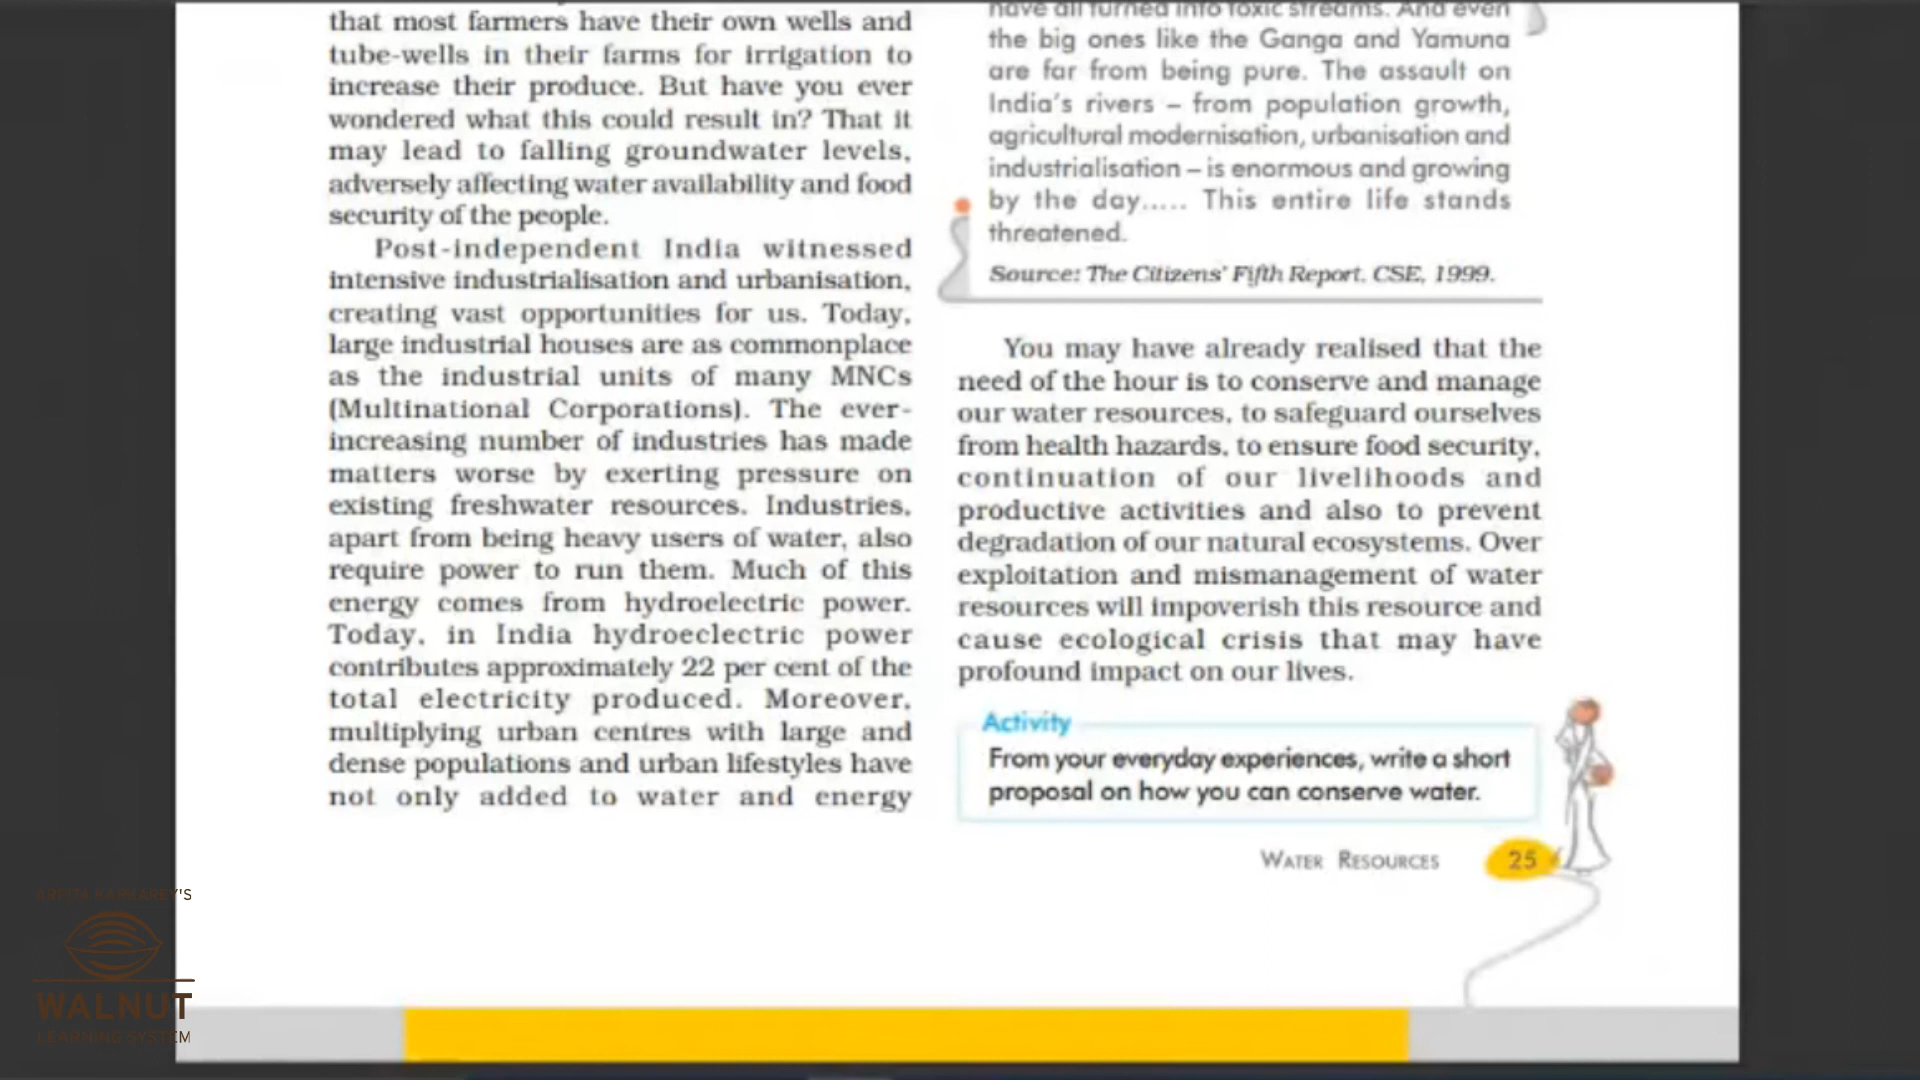 that most farmers have their own wells and
tube-wells in their farms for irrigation to
increase their produce. But have you ever
wondered what this could result in? That it
may lead to falling groundwater levels,
adversely affecting water availability and food
security of the people.
Post-independent India witnessed
intensive industrialisation and urbanisation,
creating vast opportunities for us. Today,
large industrial houses are as commonplace
as the industrial units of many MNCs
(Multinational Corporations). The ever-
increasing number of industries has made
matters worse by exerting pressure on
existing freshwater resources. Industries,
apart from being heavy users of water, also
require power to run them. Much of this
energy comes from hydroelectric power.
Today, in India hydroelectric power
contributes approximately 22 per cent of the
total electricity produced. Moreover,
multiplying urban centres with large and
dense populations and urban lifestyles have
not only added to water and energy
have all turned into toxic streams. And even
the big ones like the Ganga and Yamuna
are far from being pure. The assault on
India's rivers – from population growth,
agricultural modernisation, urbanisation and
industrialisation – is enormous and growing
by the day..... This entire life stands
threatened.
Source: The Citizens' Fifth Report, CSE, 1999.
You may have already realised that the
need of the hour is to conserve and manage
our water resources, to safeguard ourselves
from health hazards, to ensure food security,
continuation of our livelihoods and
productive activities and also to prevent
degradation of our natural ecosystems. Over
exploitation and mismanagement of water
resources will impoverish this resource and
cause ecological crisis that may have
profound impact on our lives.
Activity
From your everyday experiences, write a short
proposal on how you can conserve water.
WATER RESOURCES 25
ARPITA KARKAREY'S
WALNUT
LEARNING SYSTEM